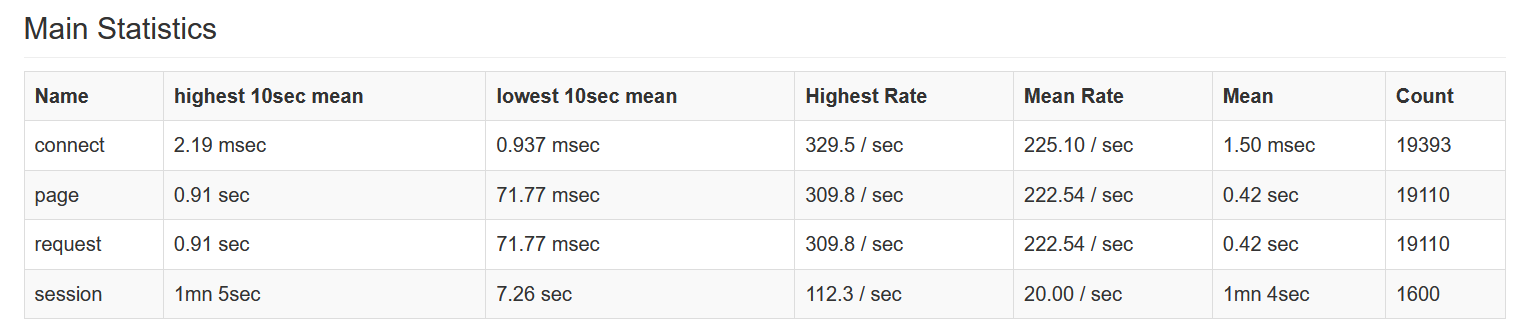 Main Statistics
Name highest 10sec mean lowest 10sec mean Highest Rate Mean Rate Mean Count
connect 2.19 msec 0.937 msec 329.5 / sec 225.10 / sec 1.50 msec 19393
page 0.91 sec 71.77 msec 309.8 / sec 222.54 / sec 0.42 sec 19110
request 0.91 sec 71.77 msec 309.8 / sec 222.54 / sec 0.42 sec 19110
session 1mn 5sec 7.26 sec 112.3 / sec 20.00 / sec 1mn 4sec 1600